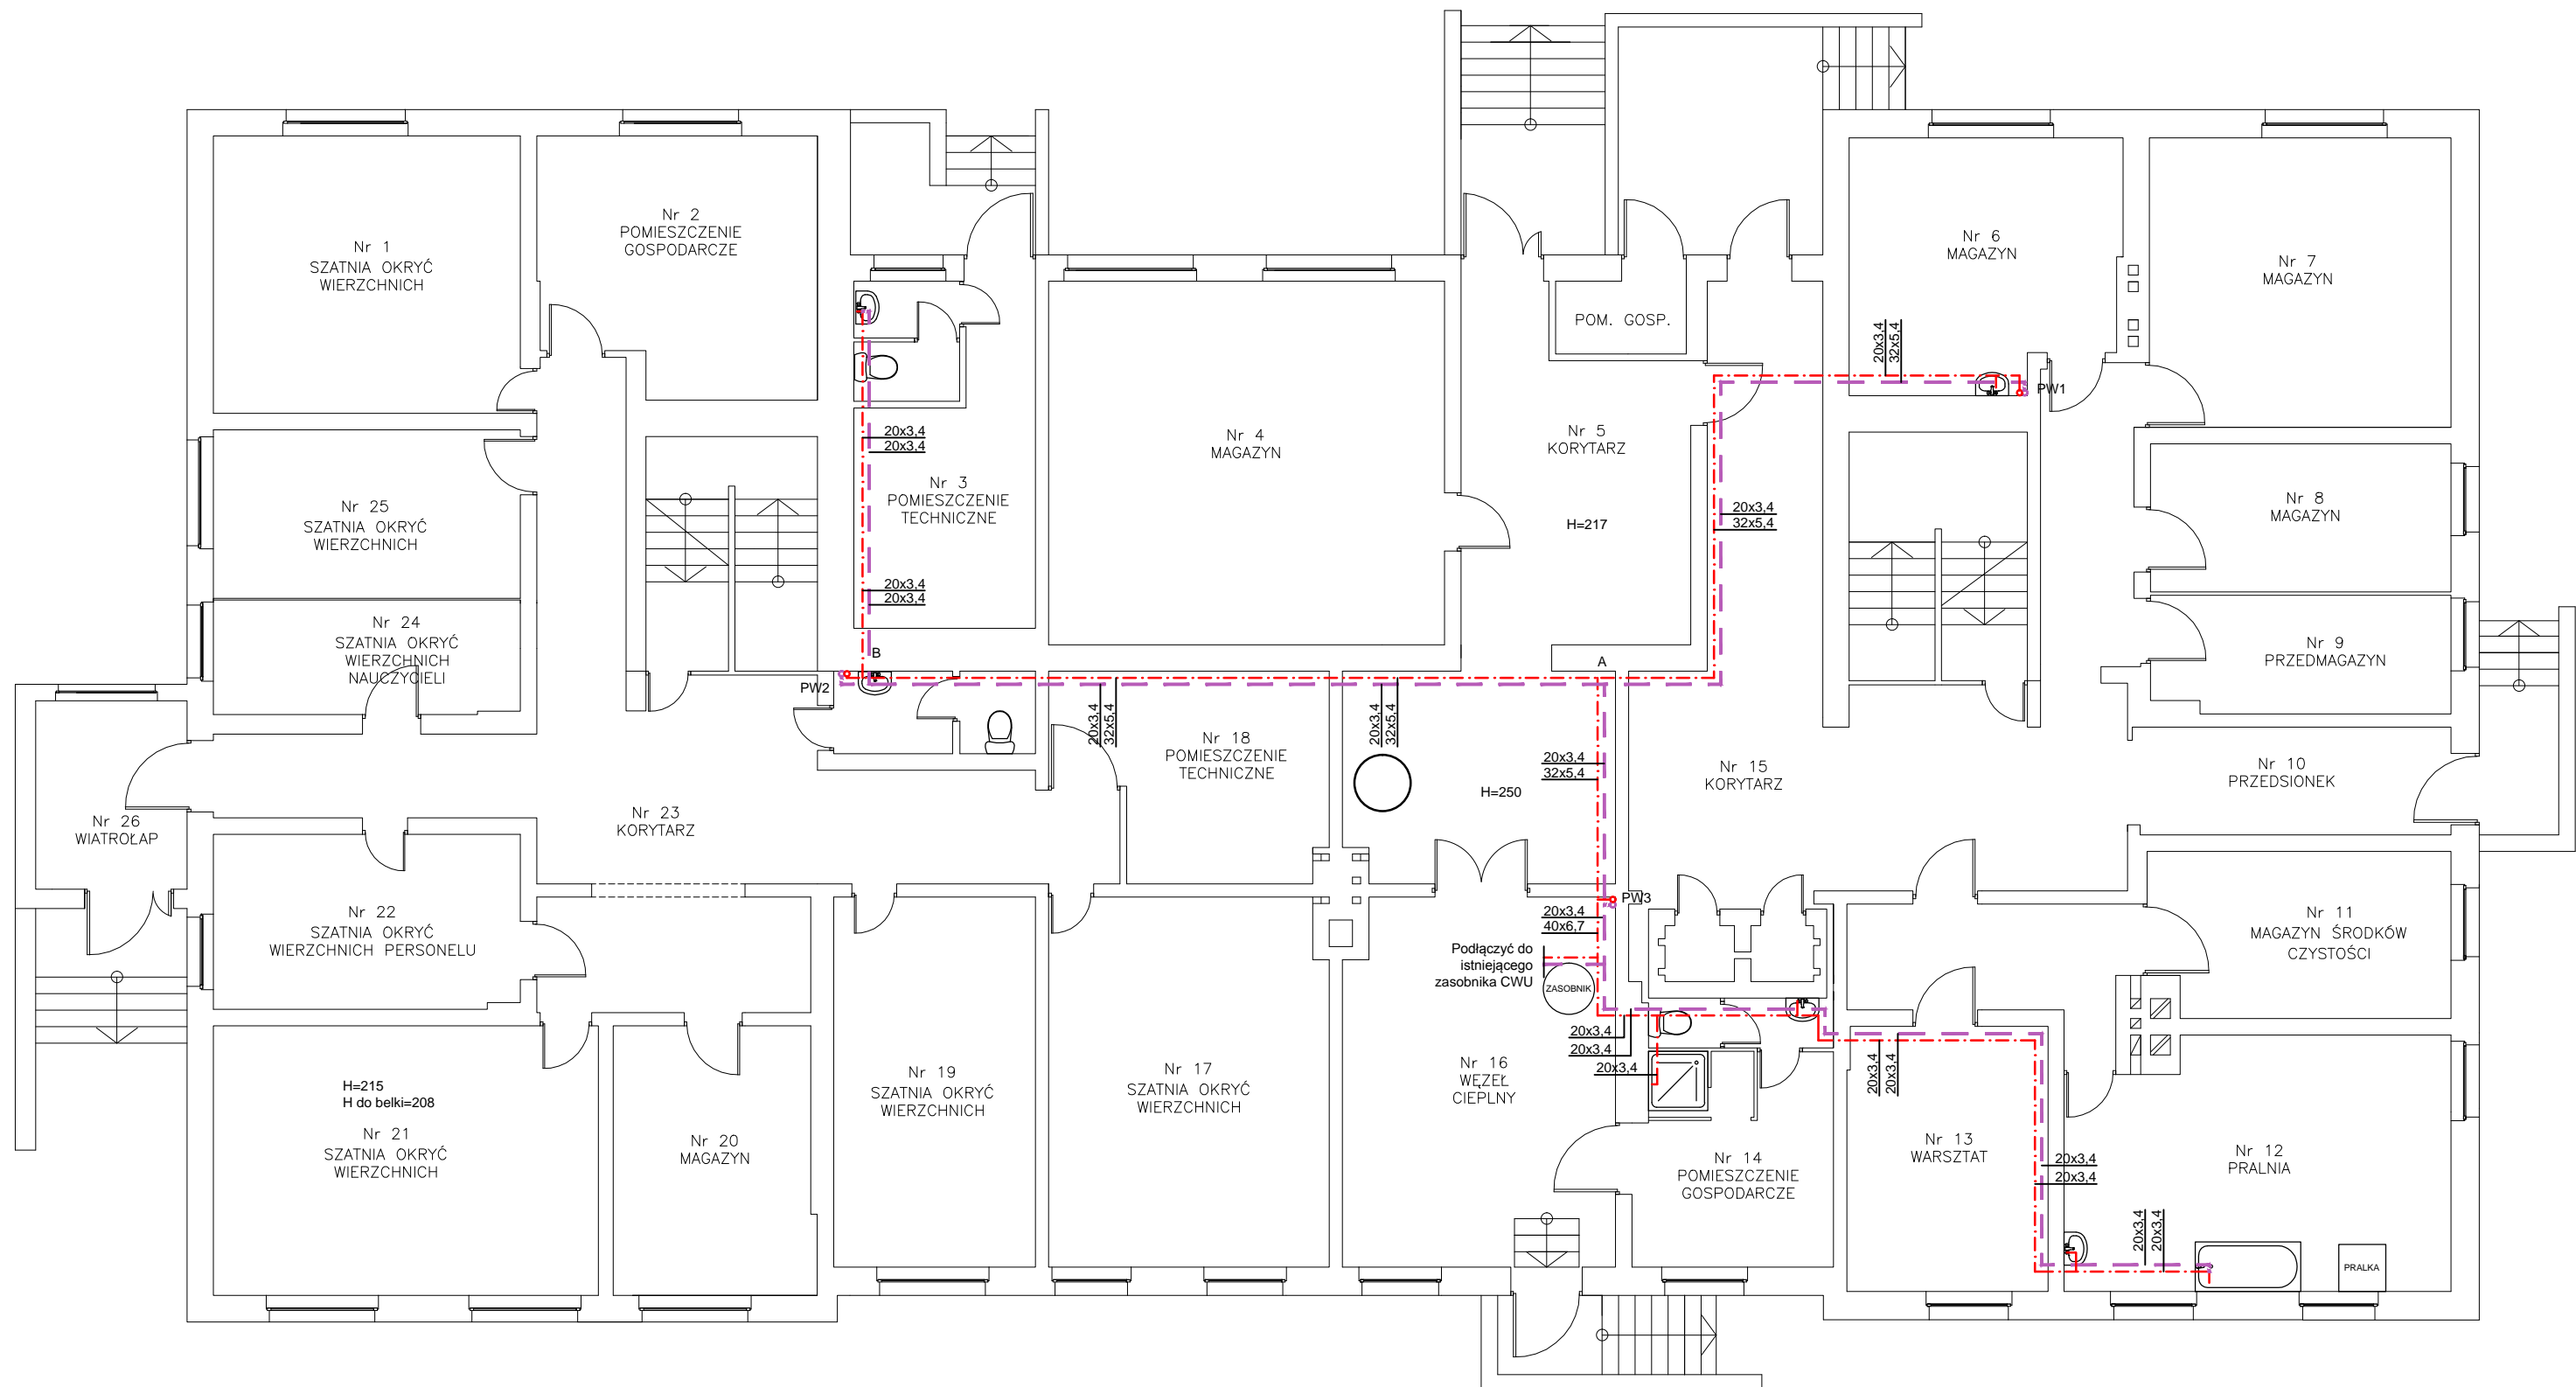 Nr 1
SZATNIA OKRYĆ
WIERZCHNICH
Nr 2
POMIESZCZENIE
GOSPODARCZE
Nr 6
MAGAZYN
Nr 7
MAGAZYN
POM. GOSP.
20x3,4
32x5,4
PW1
20x3,4
20x3,4
Nr 3
POMIESZCZENIE
TECHNICZNE
Nr 4
MAGAZYN
Nr 5
KORYTARZ
H=217
20x3,4
32x5,4
Nr 8
MAGAZYN
Nr 25
SZATNIA OKRYĆ
WIERZCHNICH
20x3,4
20x3,4
Nr 24
SZATNIA OKRYĆ
WIERZCHNICH
NAUCZYCIELI
Nr 9
PRZEDMAGAZYN
B
A
PW2
20x3,4
32x5,4
20x3,4
32x5,4
Nr 18
POMIESZCZENIE
TECHNICZNE
20x3,4
32x5,4
H=250
Nr 15
KORYTARZ
Nr 10
PRZEDSIONEK
Nr 26
WIATROŁAP
Nr 23
KORYTARZ
Nr 22
SZATNIA OKRYĆ
WIERZCHNICH PERSONELU
PW3
20x3,4
40x6,7
Podłączyć do
istniejącego
zasobnika CWU
ZASOBNIK
Nr 11
MAGAZYN ŚRODKÓW
CZYSTOŚCI
20x3,4
20x3,4
20x3,4
20x3,4
20x3,4
H=215
H do belki=208
Nr 21
SZATNIA OKRYĆ
WIERZCHNICH
Nr 20
MAGAZYN
Nr 19
SZATNIA OKRYĆ
WIERZCHNICH
Nr 17
SZATNIA OKRYĆ
WIERZCHNICH
Nr 16
WĘZEŁ
CIEPLNY
Nr 14
POMIESZCZENIE
GOSPODARCZE
Nr 13
WARSZTAT
20x3,4
20x3,4
Nr 12
PRALNIA
20x3,4
20x3,4
PRALKA